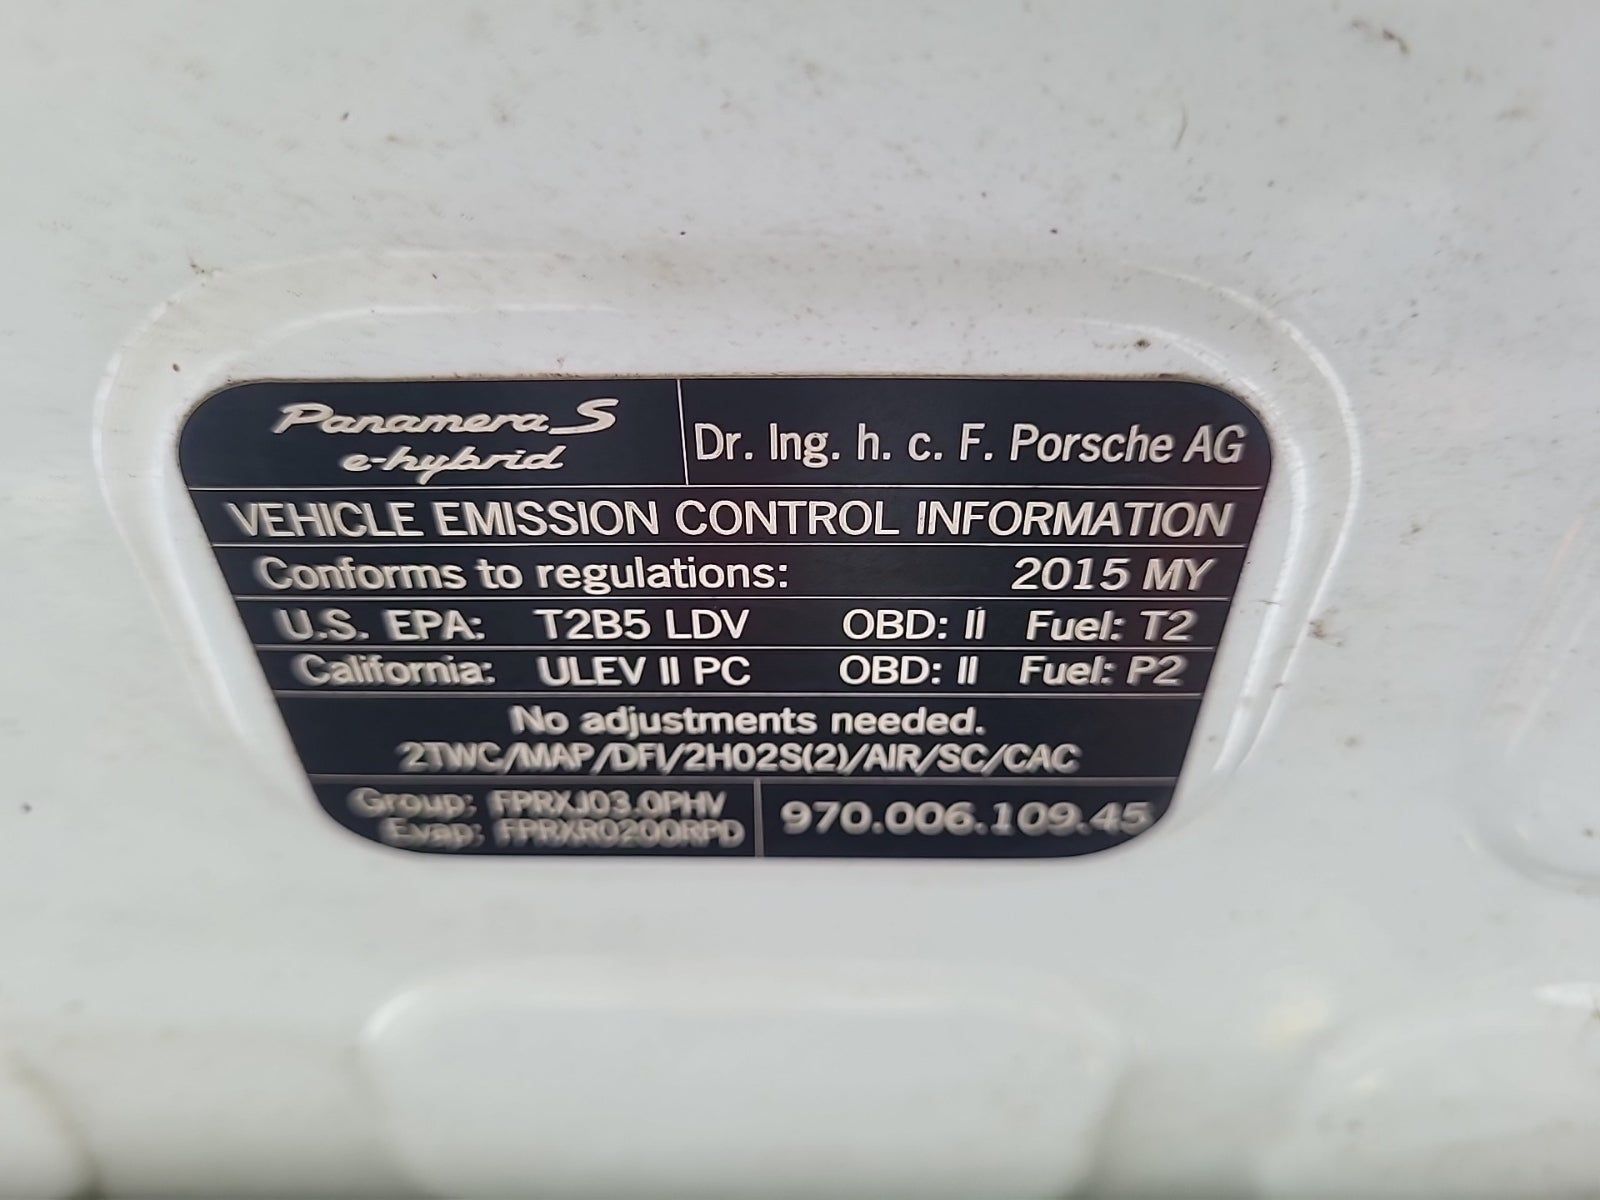 Panamera S
e-hybrid
Dr. Ing. h. c. F. Porsche AG
VEHICLE EMISSION CONTROL INFORMATION
Conforms to regulations: 2015 MY
U.S. EPA: T2B5 LDV OBD: II Fuel: T2
California: ULEV II PC OBD: II Fuel: P2
No adjustments needed.
2TWC/MAP/DFI/2HO2S(2)/AIR/SC/CAC
Group: FPRXJ03.0PHV
Evap: FPRXR0200RPD
970.006.109.45